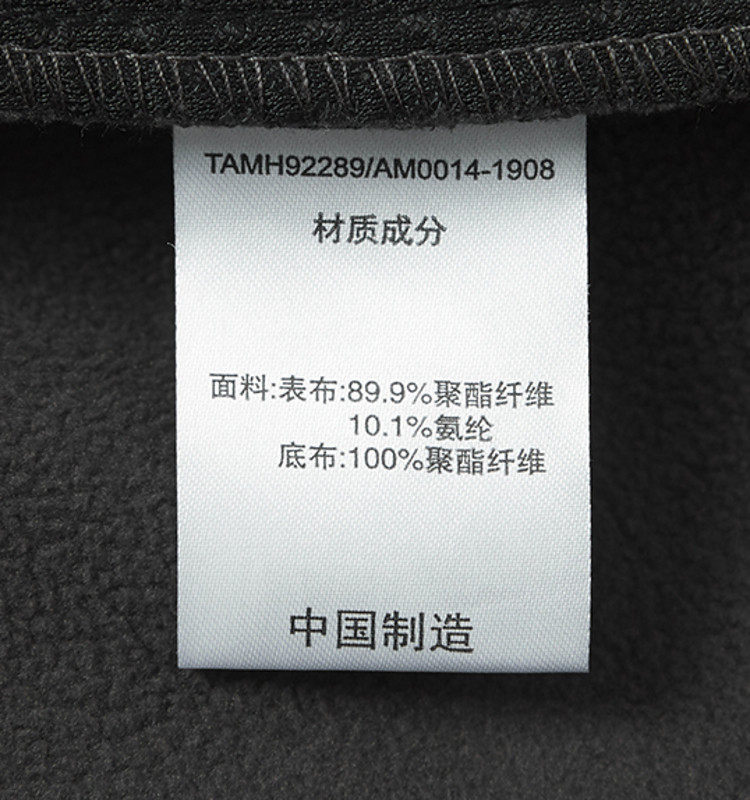 TAMH92289/AM0014-1908
材质成分
面料:表布:89.9%聚酯纤维
10.1%氨纶
底布:100%聚酯纤维
中国制造